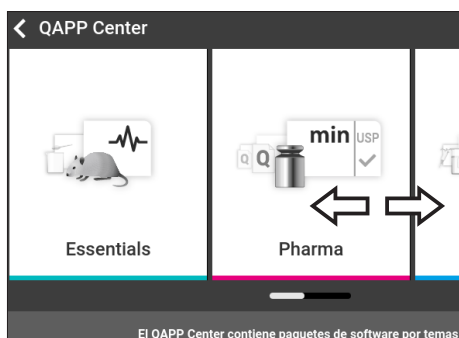 QAPP Center
min
USP
Q Q
Essentials
Pharma
El QAPP Center contiene paquetes de software por temas